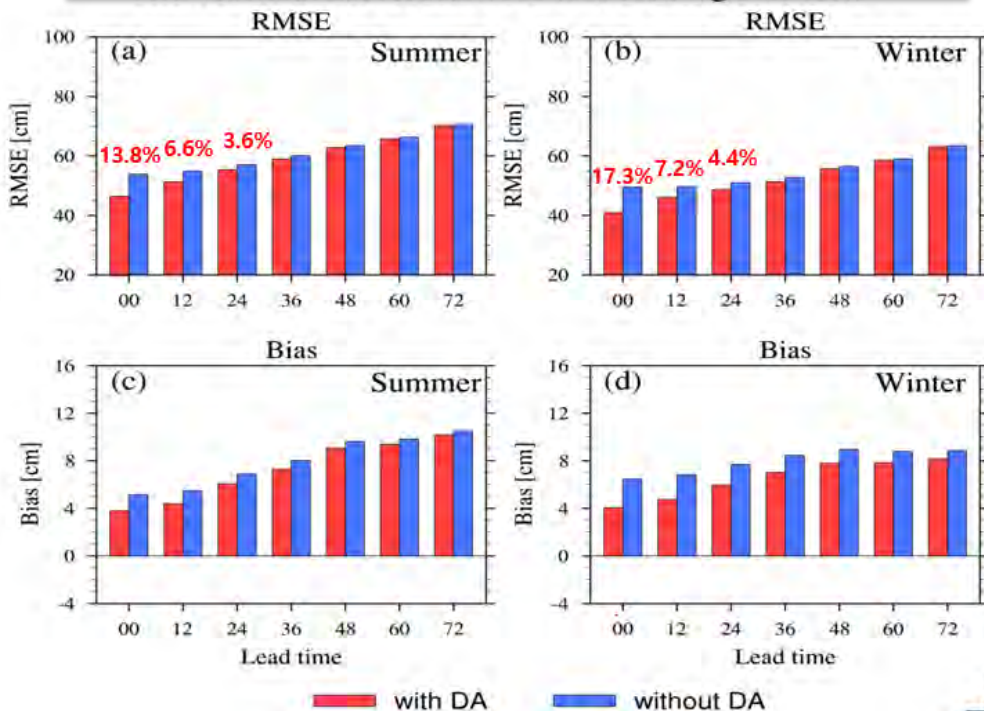 RMSE
(a) Summer
RMSE [cm]
100
80
60
40
20
13.8% 6.6% 3.6%
00 12 24 36 48 60 72
RMSE
(b) Winter
RMSE [cm]
100
80
60
40
20
17.3% 7.2% 4.4%
00 12 24 36 48 60 72
Bias
(c) Summer
Bias [cm]
16
12
8
4
0
-4
00 12 24 36 48 60 72
Lead time
Bias
(d) Winter
Bias [cm]
16
12
8
4
0
-4
00 12 24 36 48 60 72
Lead time
with DA without DA